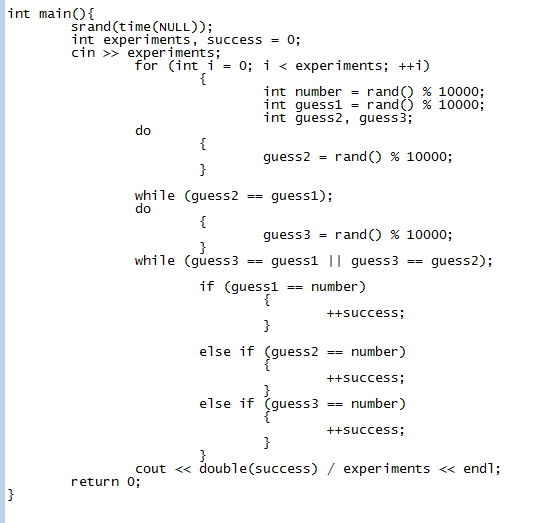 int main(){
srand(time(NULL));
int experiments, success = 0;
cin >> experiments;
for (int i = 0; i < experiments; ++i)
{
int number = rand() % 10000;
int guess1 = rand() % 10000;
int guess2, guess3;
do
{
guess2 = rand() % 10000;
}
while (guess2 == guess1);
do
{
guess3 = rand() % 10000;
}
while (guess3 == guess1 || guess3 == guess2);
if (guess1 == number)
{
++success;
}
else if (guess2 == number)
{
++success;
}
else if (guess3 == number)
{
++success;
}
}
cout << double(success) / experiments << endl;
return 0;
}